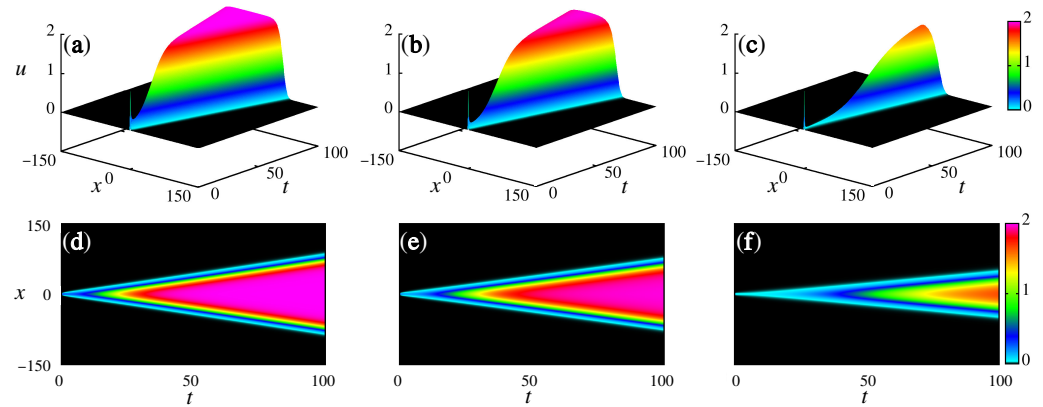 2 (a) 2 (b) 2 (c) 2
u 1 1 1 1
0 0 0 0
−150 100 −150 100 −150 100
x 0 50 t x 0 50 t x 0 50 t
150 0 150 0 150 0
150 (d) (e) (f) 2
x 0 1
−150 0
0 50 100 0 50 100 0 50 100
t t t